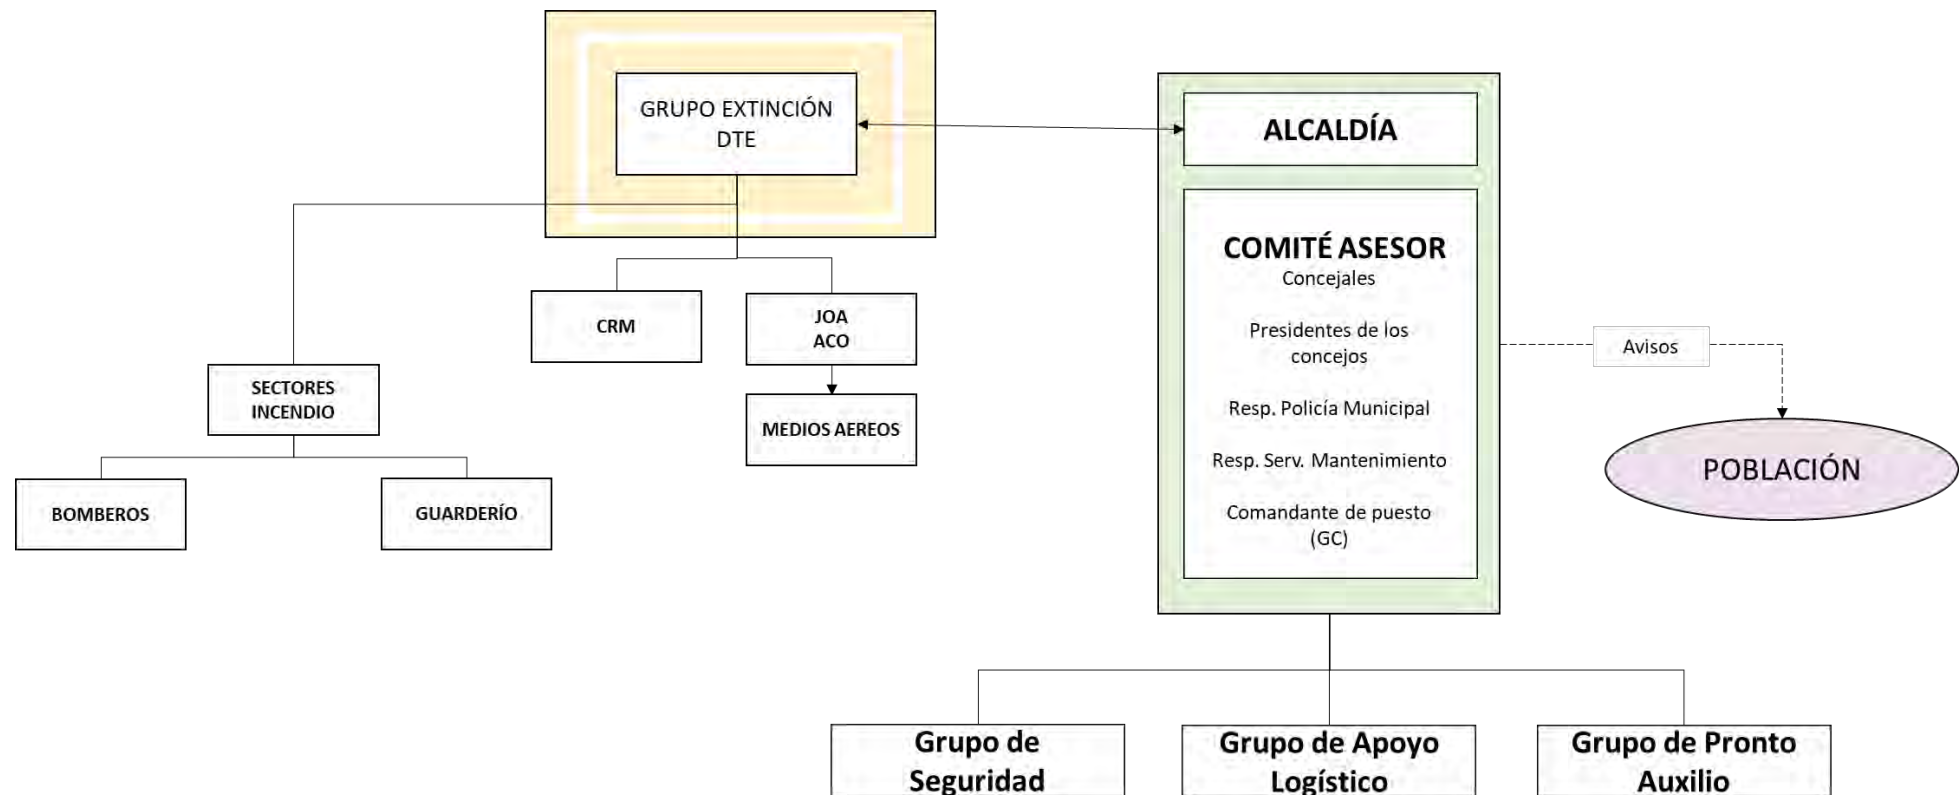 GRUPO EXTINCIÓN
DTE
ALCALDÍA
COMITÉ ASESOR
Concejales
Presidentes de los
concejos
Resp. Policía Municipal
Resp. Serv. Mantenimiento
Comandante de puesto
(GC)
CRM
JOA
ACO
MEDIOS AEREOS
SECTORES
INCENDIO
BOMBEROS
GUARDERÍO
Avisos
POBLACIÓN
Grupo de
Seguridad
Grupo de Apoyo
Logístico
Grupo de Pronto
Auxilio